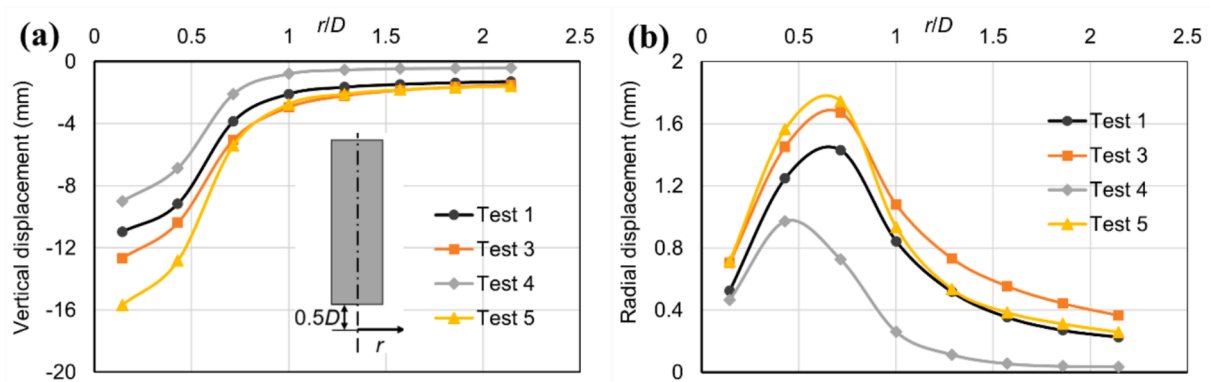 (a)
r/D
0 0.5 1 1.5 2 2.5
0
-4
-8
-12
-16
-20
Vertical displacement (mm)
0.5D
r
Test 1
Test 3
Test 4
Test 5
(b)
r/D
0 0.5 1 1.5 2 2.5
2
1.6
1.2
0.8
0.4
0
Radial displacement (mm)
Test 1
Test 3
Test 4
Test 5